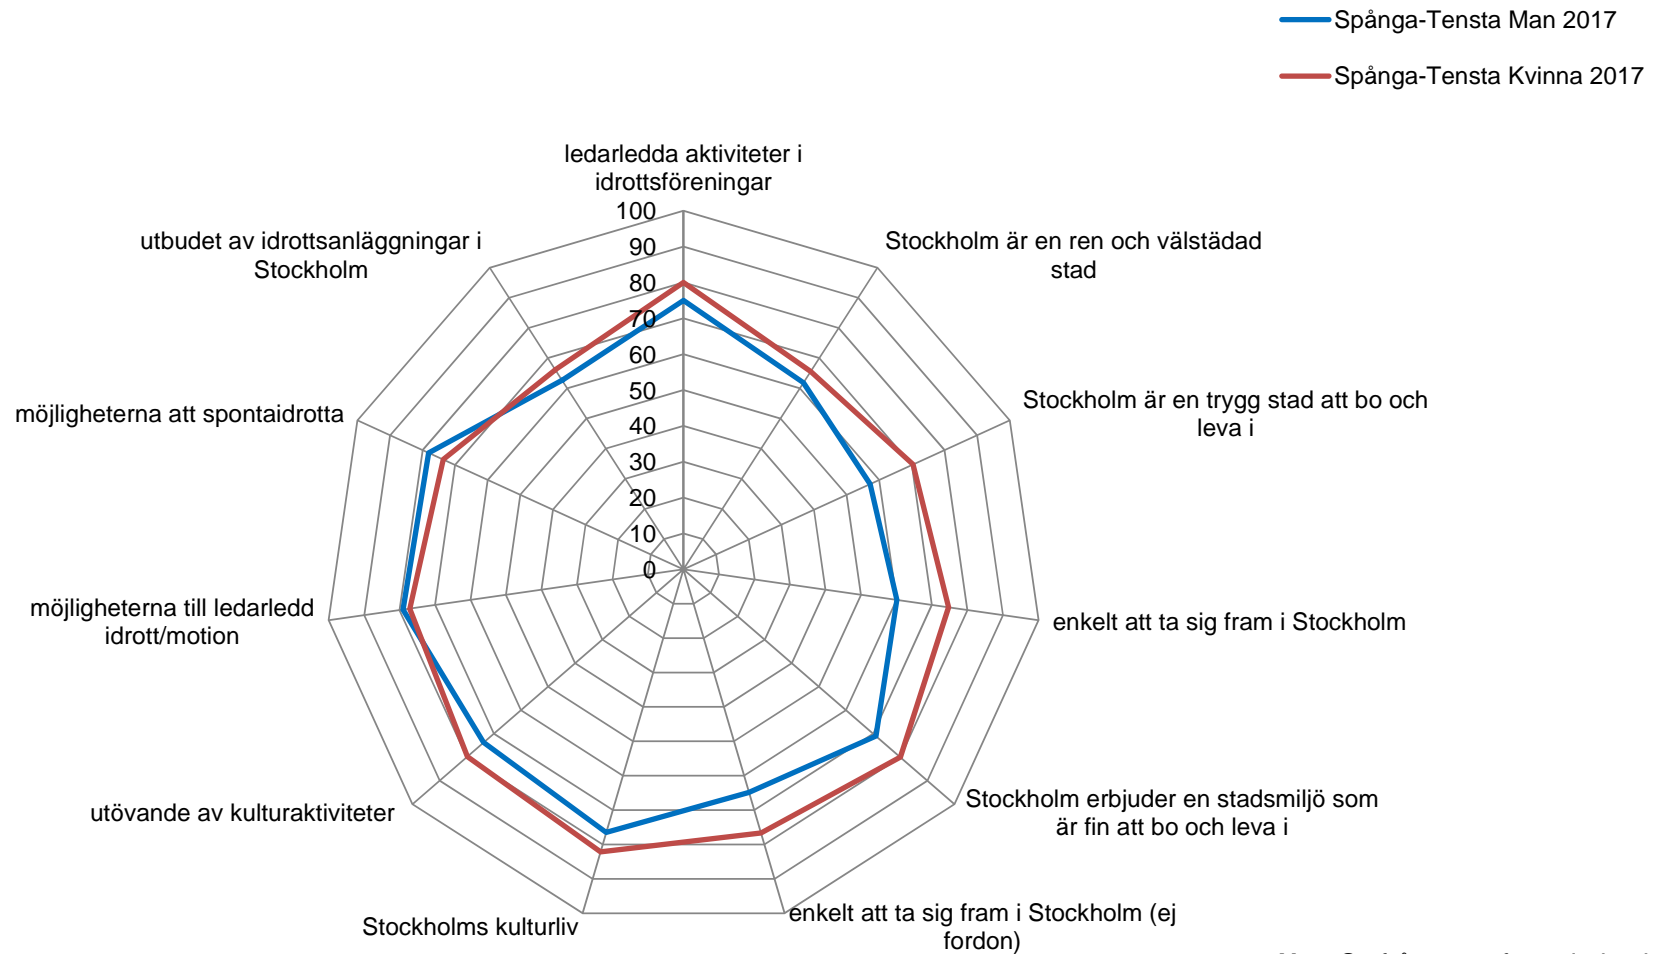 Spånga-Tensta Man 2017
Spånga-Tensta Kvinna 2017
ledarledda aktiviteter i
idrottsföreningar
utbudet av idrottsanläggningar i
Stockholm
Stockholm är en ren och välstädad
stad
möjligheterna att spontaidrotta
Stockholm är en trygg stad att bo och
leva i
100
90
80
70
60
50
40
30
20
10
0
möjligheterna till ledarledd
idrott/motion
enkelt att ta sig fram i Stockholm
utövande av kulturaktiviteter
Stockholm erbjuder en stadsmiljö som
är fin att bo och leva i
Stockholms kulturliv
enkelt att ta sig fram i Stockholm (ej
fordon)